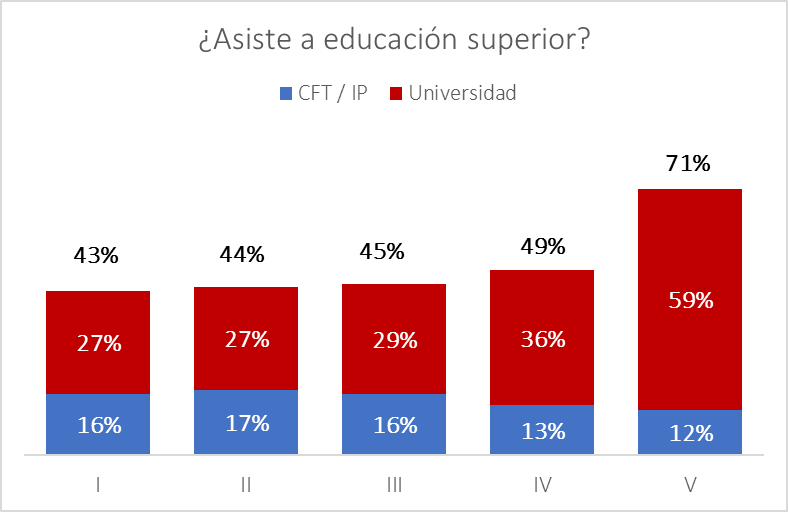 ¿Asiste a educación superior?
CFT / IP Universidad
71%
43% 44% 45% 49%
59%
27% 27% 29% 36%
16% 17% 16% 13% 12%
I II III IV V